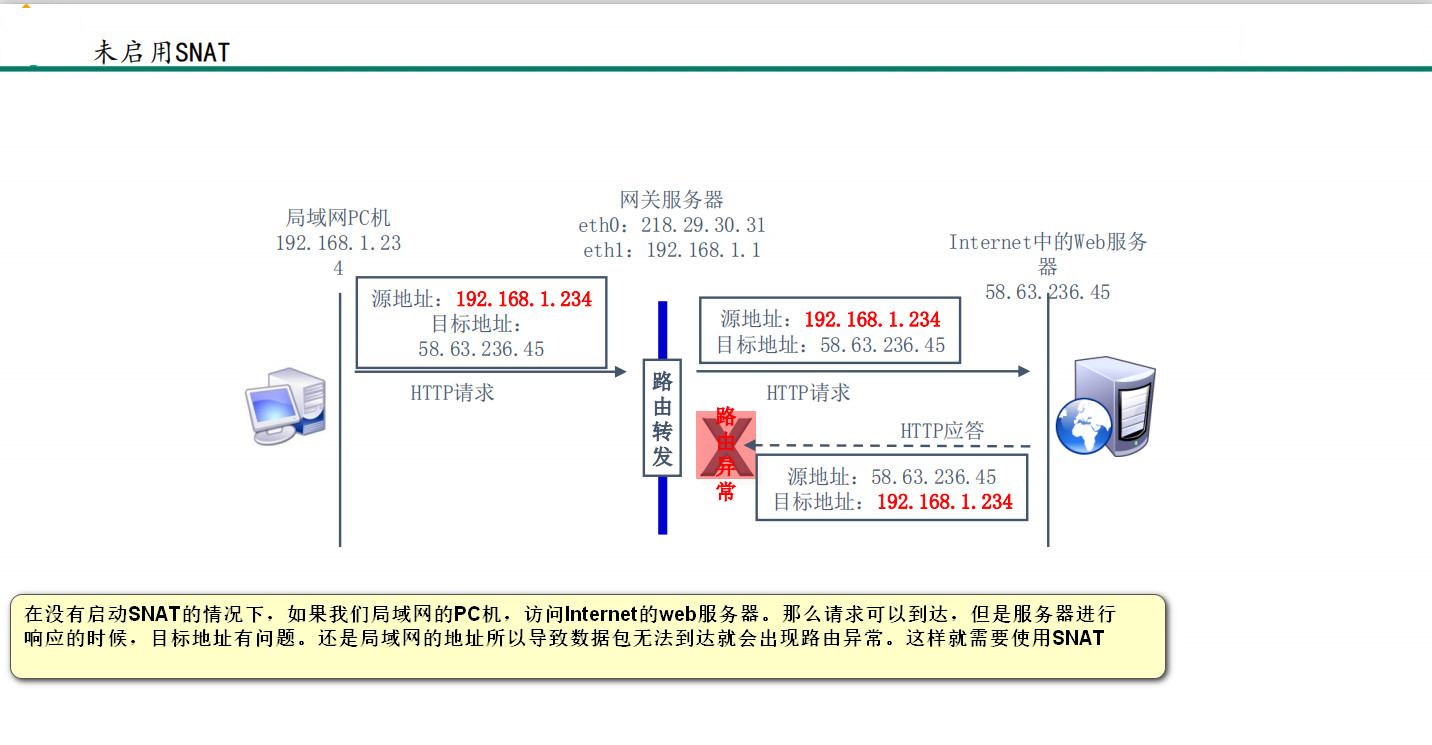 未启用SNAT
网关服务器
eth0：218.29.30.31
eth1：192.168.1.1
局域网PC机
192.168.1.23
4
Internet中的Web服务
器
58.63.236.45
源地址：192.168.1.234
目标地址：
58.63.236.45
HTTP请求
路
由
转
发
源地址：192.168.1.234
目标地址：58.63.236.45
HTTP请求
路
由
异
常
HTTP应答
源地址：58.63.236.45
目标地址：192.168.1.234
在没有启动SNAT的情况下，如果我们局域网的PC机，访问Internet的web服务器。那么请求可以到达，但是服务器进行
响应的时候，目标地址有问题。还是局域网的地址所以导致数据包无法到达就会出现路由异常。这样就需要使用SNAT